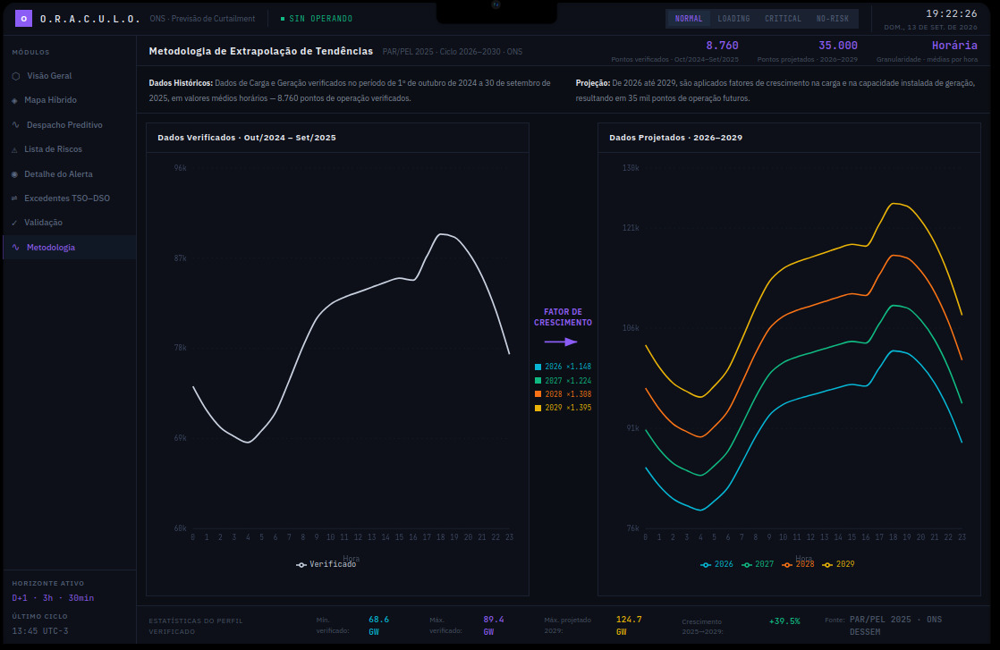 O
O.R.A.C.U.L.O.
ONS · Previsão de Curtailment
SIN OPERANDO
NORMAL LOADING CRITICAL NO-RISK
19:22:26
DOM., 13 DE SET. DE 2026
MÓDULOS
Visão Geral
Mapa Híbrido
Despacho Preditivo
Lista de Riscos
Detalhe do Alerta
Excedentes TSO–DSO
Validação
Metodologia
HORIZONTE ATIVO
D+1 · 3h · 30min
ÚLTIMO CICLO
13:45 UTC-3
Metodologia de Extrapolação de Tendências
PAR/PEL 2025 · Ciclo 2026–2030 · ONS
8.760
Pontos verificados · Oct/2024–Set/2025
35.000
Pontos projetados · 2026–2029
Horária
Granularidade · médias por hora
Dados Históricos: Dados de Carga e Geração verificados no período de 1º de outubro de 2024 a 30 de setembro de
2025, em valores médios horários — 8.760 pontos de operação verificados.
Projeção: De 2026 até 2029, são aplicados fatores de crescimento na carga e na capacidade instalada de geração,
resultando em 35 mil pontos de operação futuros.
Dados Verificados · Out/2024 – Set/2025
96k
87k
78k
69k
60k
0 1 2 3 4 5 6 7 8 9 10 11 12 13 14 15 16 17 18 19 20 21 22 23
Hora
Verificado
FATOR DE
CRESCIMENTO
2026 ×1.148
2027 ×1.224
2028 ×1.308
2029 ×1.395
Dados Projetados · 2026–2029
130k
121k
106k
91k
76k
0 1 2 3 4 5 6 7 8 9 10 11 12 13 14 15 16 17 18 19 20 21 22 23
Hora
2026 2027 2028 2029
ESTATÍSTICAS DO PERFIL
VERIFICADO
Mín.
verificado:
68.6
GW
Máx.
verificado:
89.4
GW
Máx. projetado
2029:
124.7
GW
Crescimento
2025→2029:
+39.5%
Fonte:
PAR/PEL 2025 · ONS
DESSEM